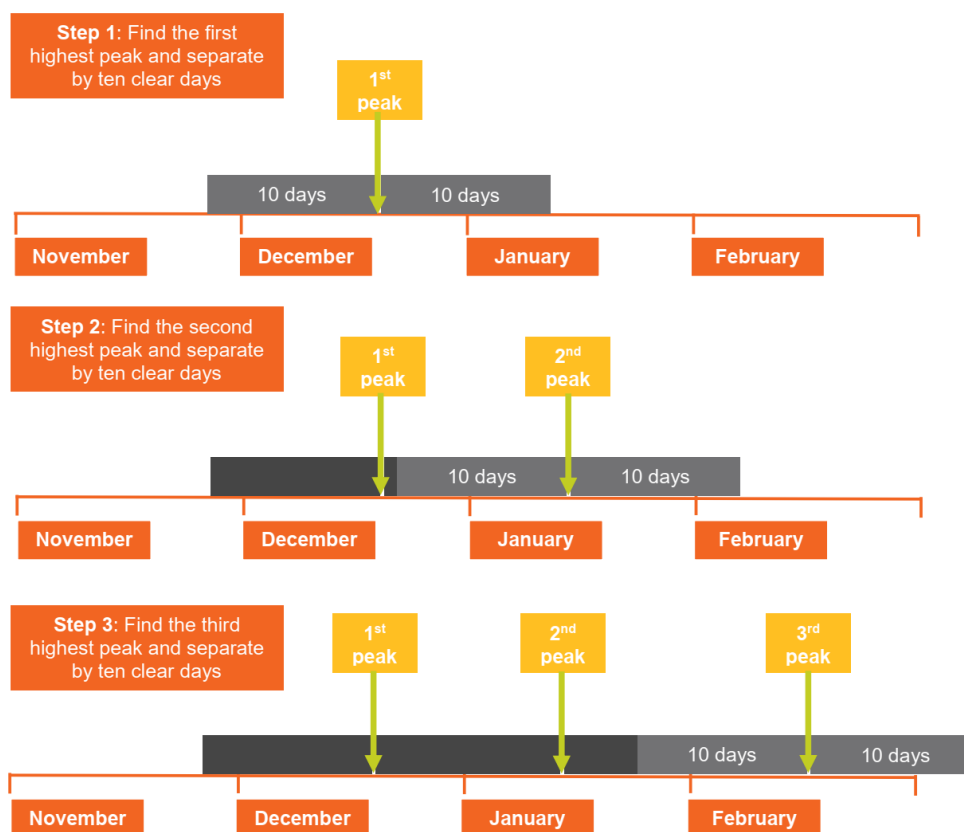 Step 1: Find the first
highest peak and separate
by ten clear days
1st
peak
10 days
10 days
November
December
January
February
Step 2: Find the second
highest peak and separate
by ten clear days
1st
peak
2nd
peak
10 days
10 days
November
December
January
February
Step 3: Find the third
highest peak and separate
by ten clear days
1st
peak
2nd
peak
3rd
peak
10 days
10 days
November
December
January
February